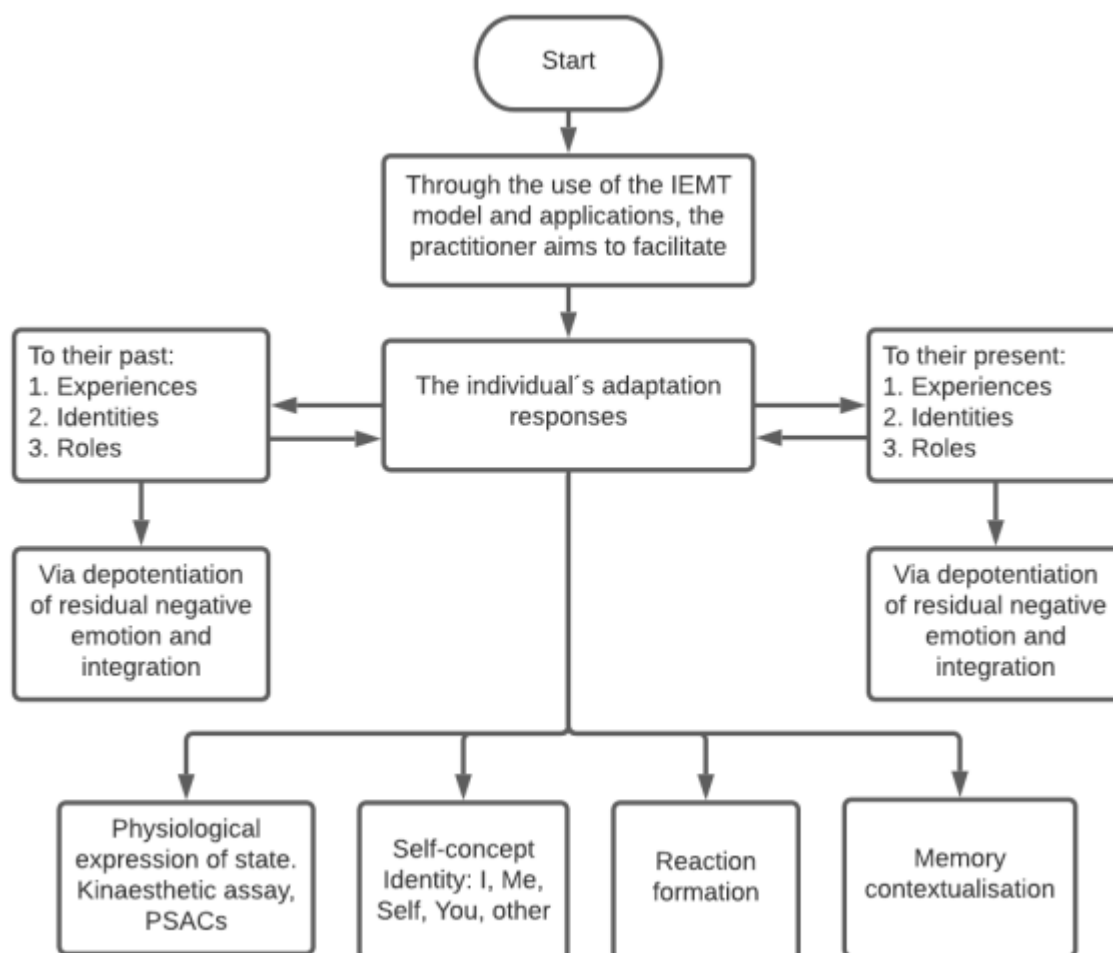 Start
Through the use of the IEMT
model and applications, the
practitioner aims to facilitate
To their past:
1. Experiences
2. Identities
3. Roles
The individual´s adaptation
responses
To their present:
1. Experiences
2. Identities
3. Roles
Via depotentiation
of residual negative
emotion and
integration
Via depotentiation
of residual negative
emotion and
integration
Physiological
expression of state.
Kinaesthetic assay,
PSACs
Self-concept
Identity: I, Me,
Self, You, other
Reaction
formation
Memory
contextualisation